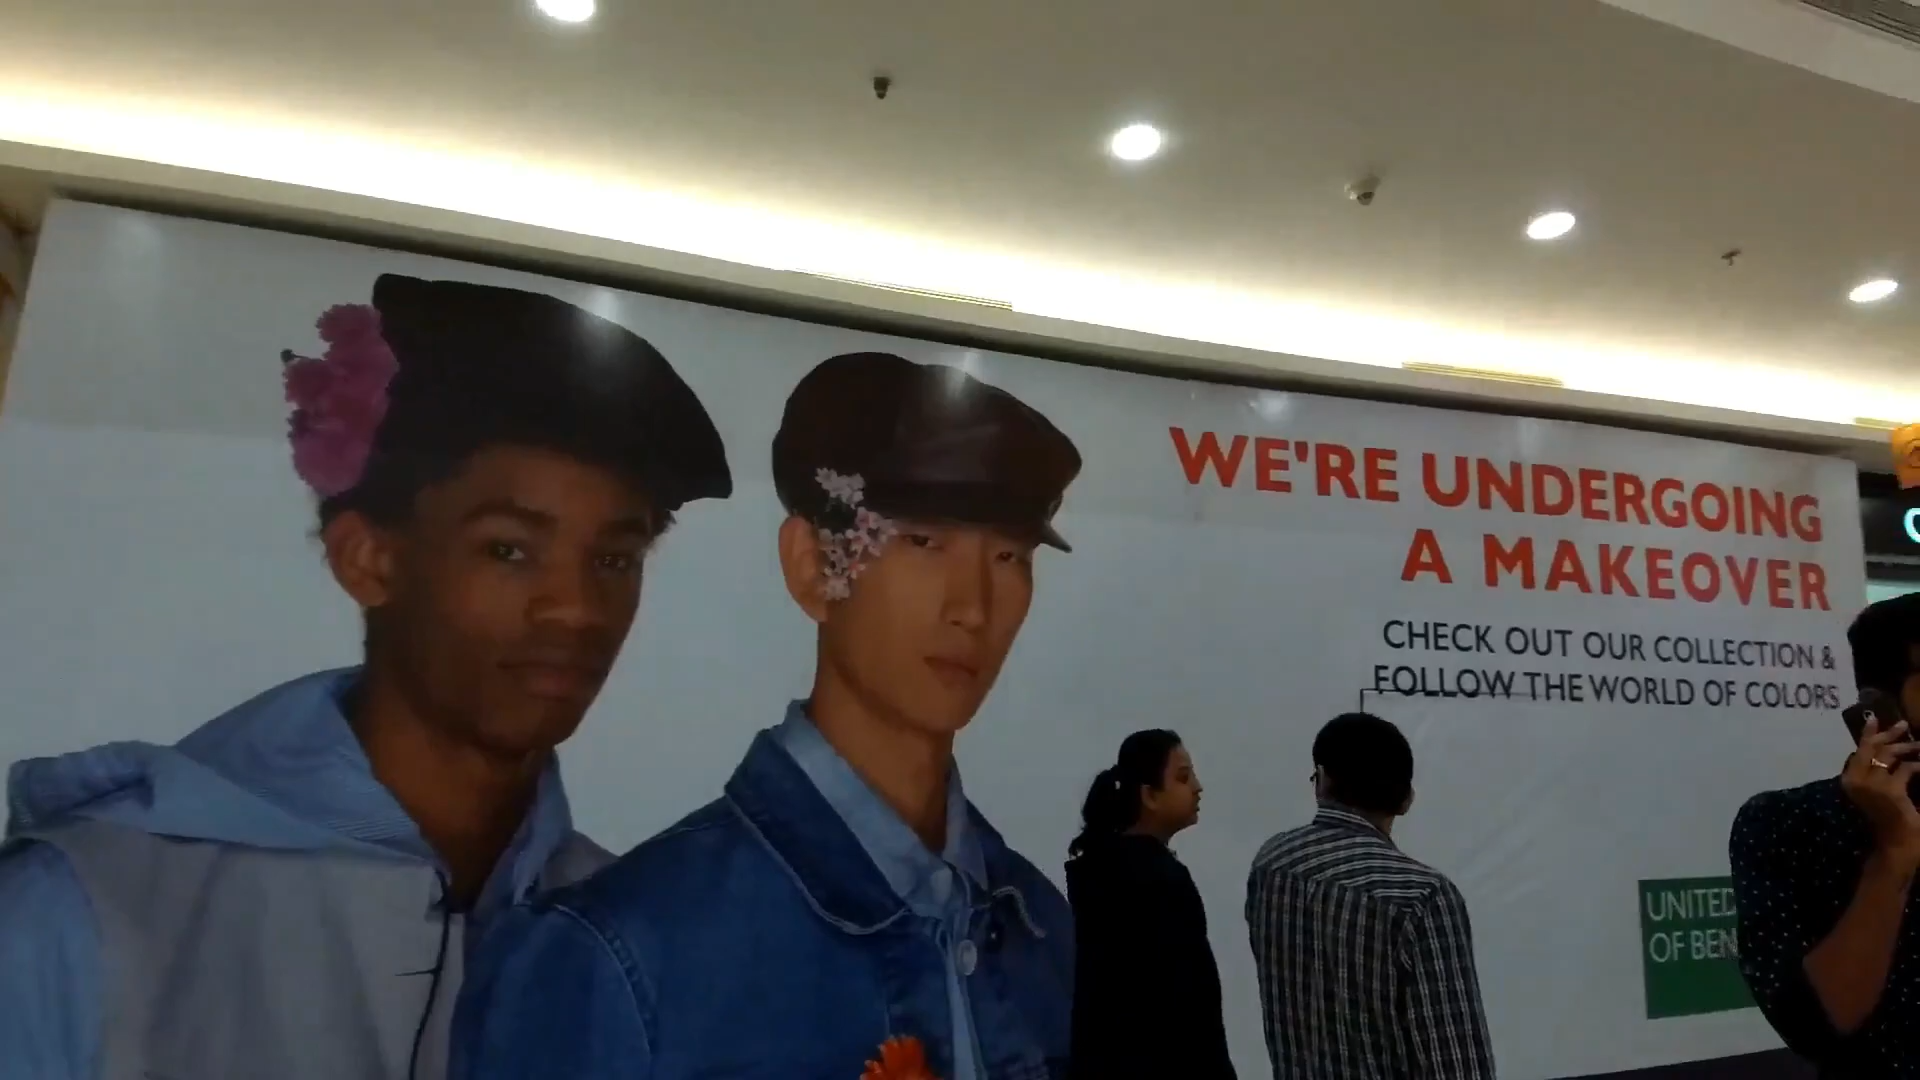 WE'RE UNDERGOING
A MAKEOVER
CHECK OUT OUR COLLECTION &
FOLLOW THE WORLD OF COLORS
UNITED
OF BEN